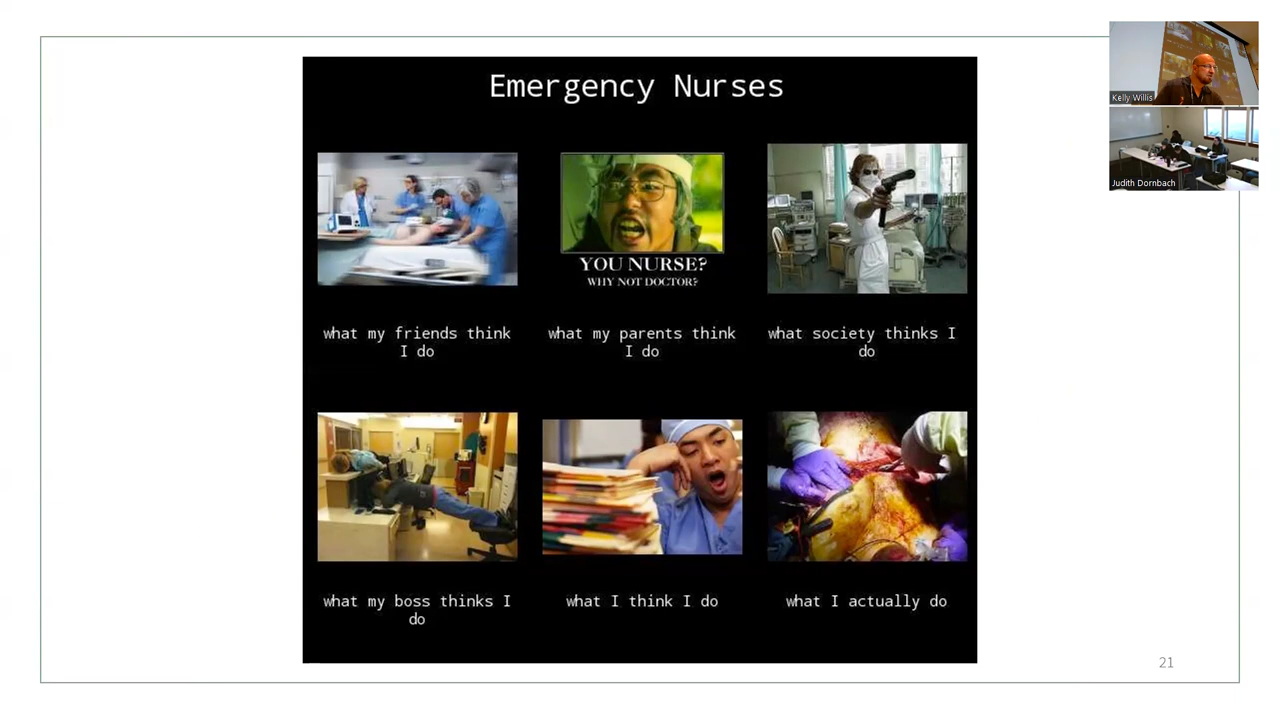 Emergency Nurses
Kelly Willis
Judith Dornbach
YOU NURSE?
WHY NOT DOCTOR?
what my friends think
I do
what my parents think
I do
what society thinks I
do
what my boss thinks I
do
what I think I do
what I actually do
21